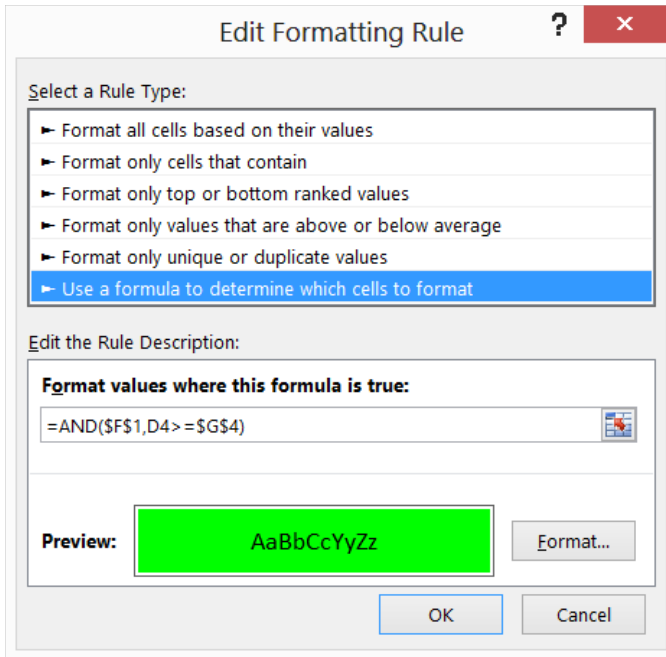 Edit Formatting Rule
?
x
Select a Rule Type:
► Format all cells based on their values
► Format only cells that contain
► Format only top or bottom ranked values
► Format only values that are above or below average
► Format only unique or duplicate values
► Use a formula to determine which cells to format
Edit the Rule Description:
Format values where this formula is true:
=AND($F$1,D4>=$G$4)
Preview: AaBbCcYyZz Format...
OK Cancel